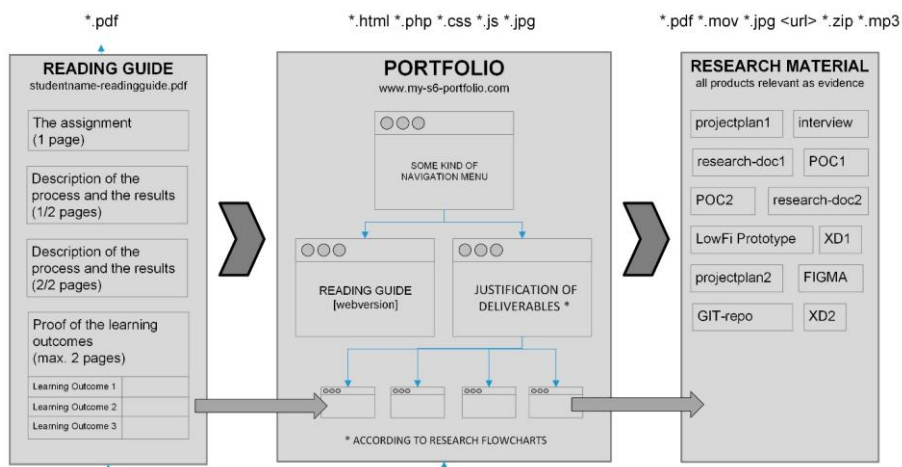 *.pdf
READING GUIDE
studentname-readingguide.pdf
The assignment
(1 page)
Description of the
process and the results
(1/2 pages)
Description of the
process and the results
(2/2 pages)
Proof of the learning
outcomes
(max. 2 pages)
Learning Outcome 1
Learning Outcome 2
Learning Outcome 3
*.html *.php *.css *.js *.jpg
PORTFOLIO
www.my-s6-portfolio.com
SOME KIND OF
NAVIGATION MENU
READING GUIDE
[webversion]
JUSTIFICATION OF
DELIVERABLES *
* ACCORDING TO RESEARCH FLOWCHARTS
*.pdf *.mov *.jpg <url> *.zip *.mp3
RESEARCH MATERIAL
all products relevant as evidence
projectplan1 interview
research-doc1 POC1
POC2 research-doc2
LowFi Prototype XD1
projectplan2 FIGMA
GIT-repo XD2